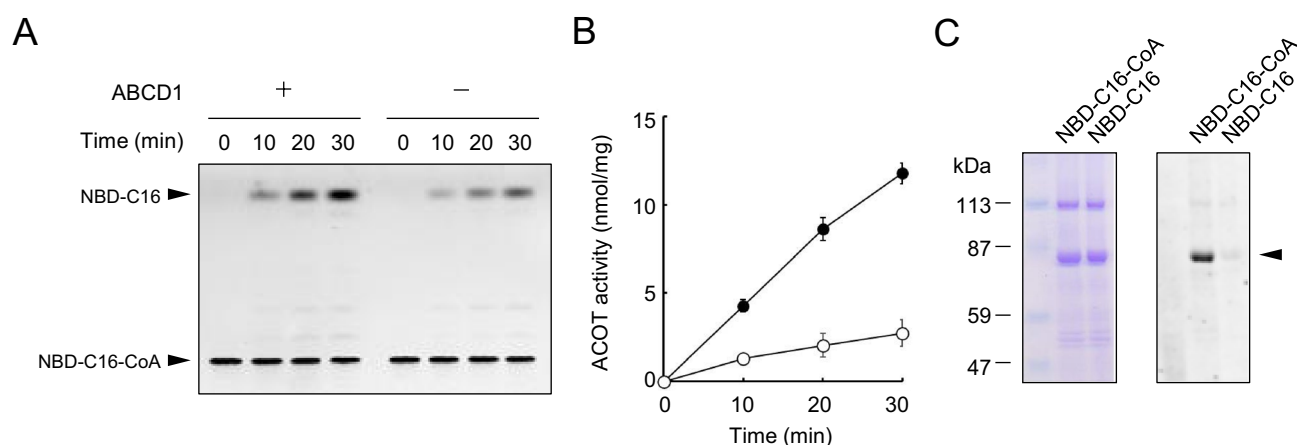 A
ABCD1 + −
Time (min) 0 10 20 30 0 10 20 30
NBD-C16
NBD-C16-CoA
B
ACOT activity (nmol/mg)
15
10
5
0
0 10 20 30
Time (min)
C
NBD-C16-CoA
NBD-C16
NBD-C16-CoA
NBD-C16
kDa
113
87
59
47